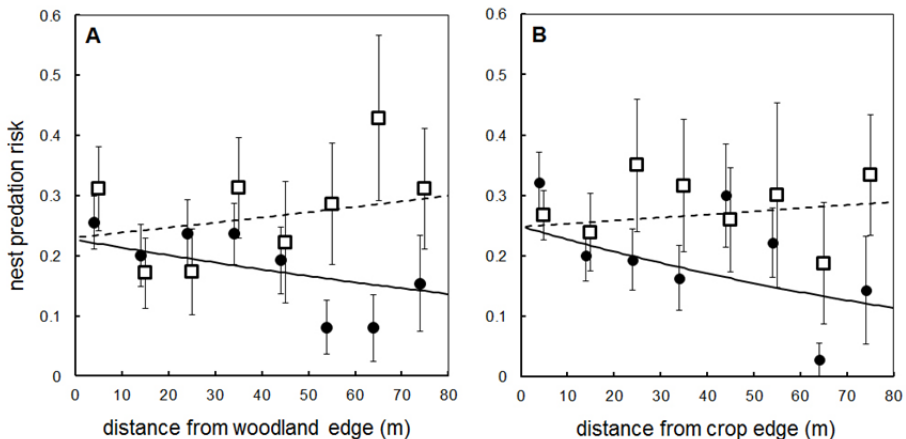 nest predation risk
A
0.6
0.5
0.4
0.3
0.2
0.1
0
0 10 20 30 40 50 60 70 80
distance from woodland edge (m)
B
0.6
0.5
0.4
0.3
0.2
0.1
0
0 10 20 30 40 50 60 70 80
distance from crop edge (m)